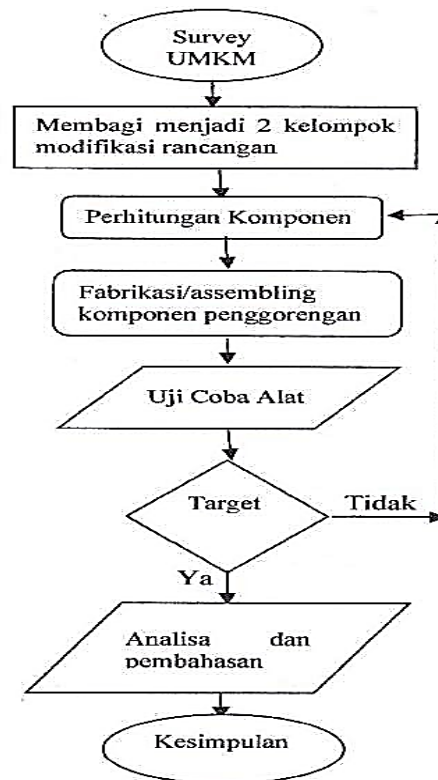 Survey
UMKM
Membagi menjadi 2 kelompok
modifikasi rancangan
Perhitungan Komponen
Fabrikasi/assembling
komponen penggorengan
Uji Coba Alat
Target
Tidak
Ya
Analisa dan
pembahasan
Kesimpulan